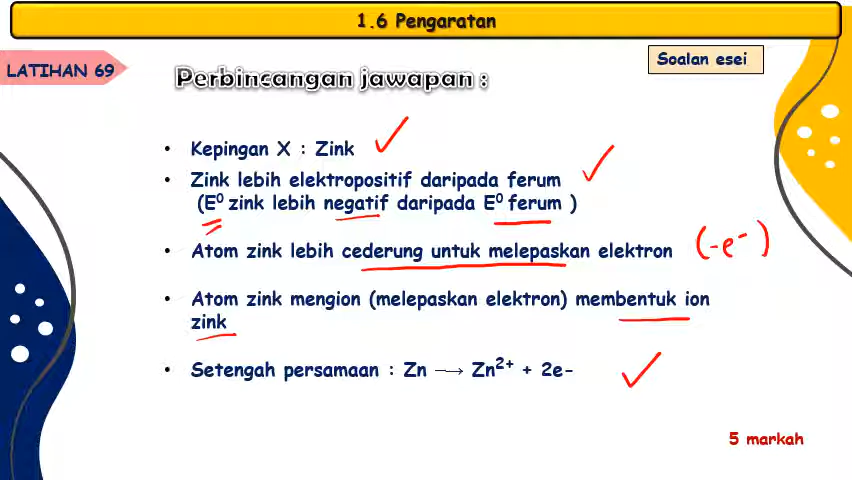 1.6 Pengaratan
LATIHAN 69
Soalan esei
Perbincangan jawapan :
• Kepingan X : Zink
• Zink lebih elektropositif daripada ferum
(E⁰ zink lebih negatif daripada E⁰ ferum )
• Atom zink lebih cederung untuk melepaskan elektron (-e⁻)
• Atom zink mengion (melepaskan elektron) membentuk ion
zink
• Setengah persamaan : Zn → Zn²⁺ + 2e-
5 markah